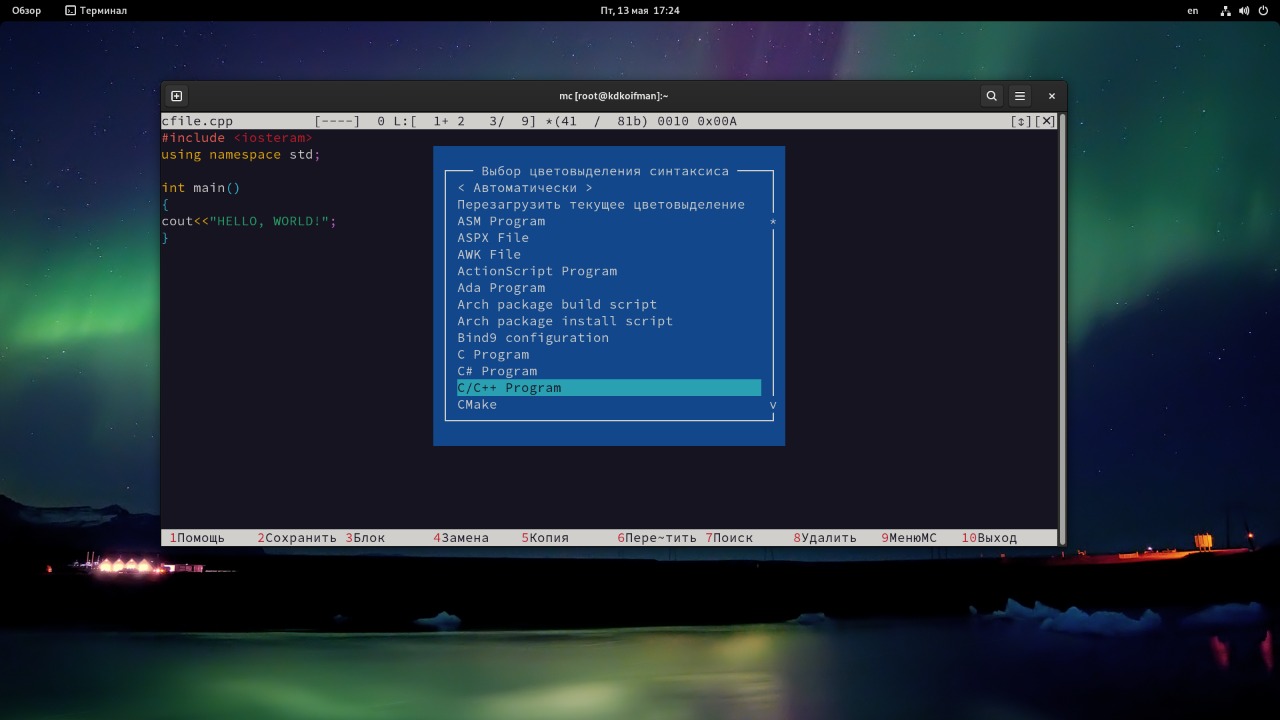 Обзор Терминал Пт, 13 мая 17:24 en
mc [root@kdkoifman]:~
cfile.cpp [----] 0 L:[ 1+ 2 3/ 9] *(41 / 81b) 0010 0x00A [↕][✕]
#include <iosteram>
using namespace std;
int main()
{
cout<<"HELLO, WORLD!";
}
Выбор цветовыделения синтаксиса
< Автоматически >
Перезагрузить текущее цветовыделение
ASM Program
ASPX File
AWK File
ActionScript Program
Ada Program
Arch package build script
Arch package install script
Bind9 configuration
C Program
C# Program
C/C++ Program
CMake
1Помощь 2Сохранить 3Блок 4Замена 5Копия 6Пере~тить 7Поиск 8Удалить 9МенюMC 10Выход